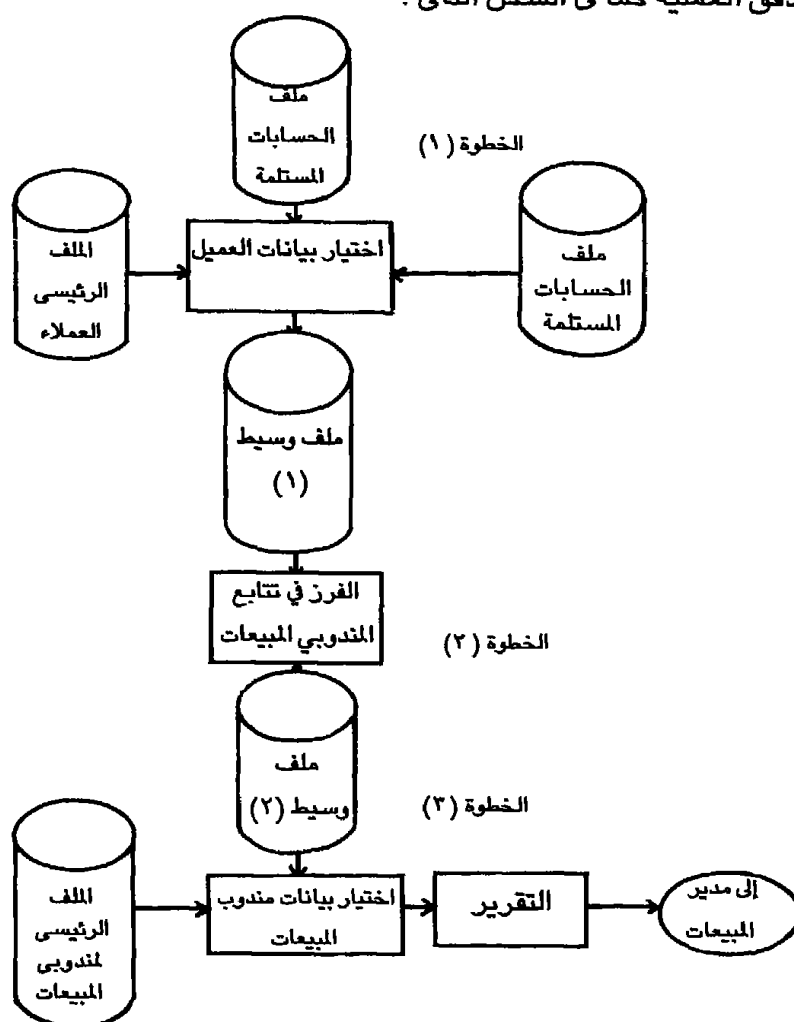 ملف
الحسابات
المستلمة
الخطوة (١)
الملف
الرئيسى
العملاء
اختيار بيانات العميل
ملف
الحسابات
المستلمة
ملف وسيط
(١)
الفرز في تتابع
المندوبي المبيعات
الخطوة (٢)
ملف
وسيط (٢)
الخطوة (٣)
الملف
الرئيسى
لمندوبى
المبيعات
اختيار بيانات مندوب
المبيعات
التقرير
إلى مدير
المبيعات